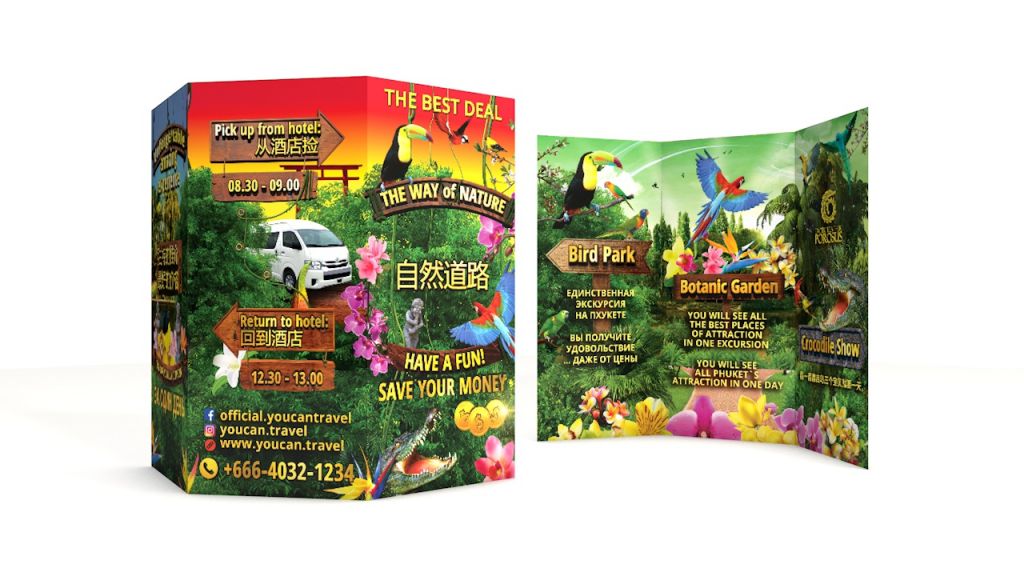 Pick up from hotel:
从酒店捡
08.30 - 09.00
Return to hotel:
回到酒店
12.30 - 13.00
official.youcantravel
youcan.travel
www.youcan.travel
+666-4032-1234
THE BEST DEAL
THE WAY of NATURE
自然道路
HAVE A FUN!
SAVE YOUR MONEY
Bird Park
ЕДИНСТВЕННАЯ
ЭКСКУРСИЯ
НА ПХУКЕТЕ
ВЫ ПОЛУЧИТЕ
УДОВОЛЬСТВИЕ
... ДАЖЕ ОТ ЦЕНЫ
Botanic Garden
YOU WILL SEE ALL
THE BEST PLACES
OF ATTRACTION
IN ONE EXCURSION
YOU WILL SEE
ALL PHUKET`S
ATTRACTION IN ONE DAY
POROSUS
Crocodile Show